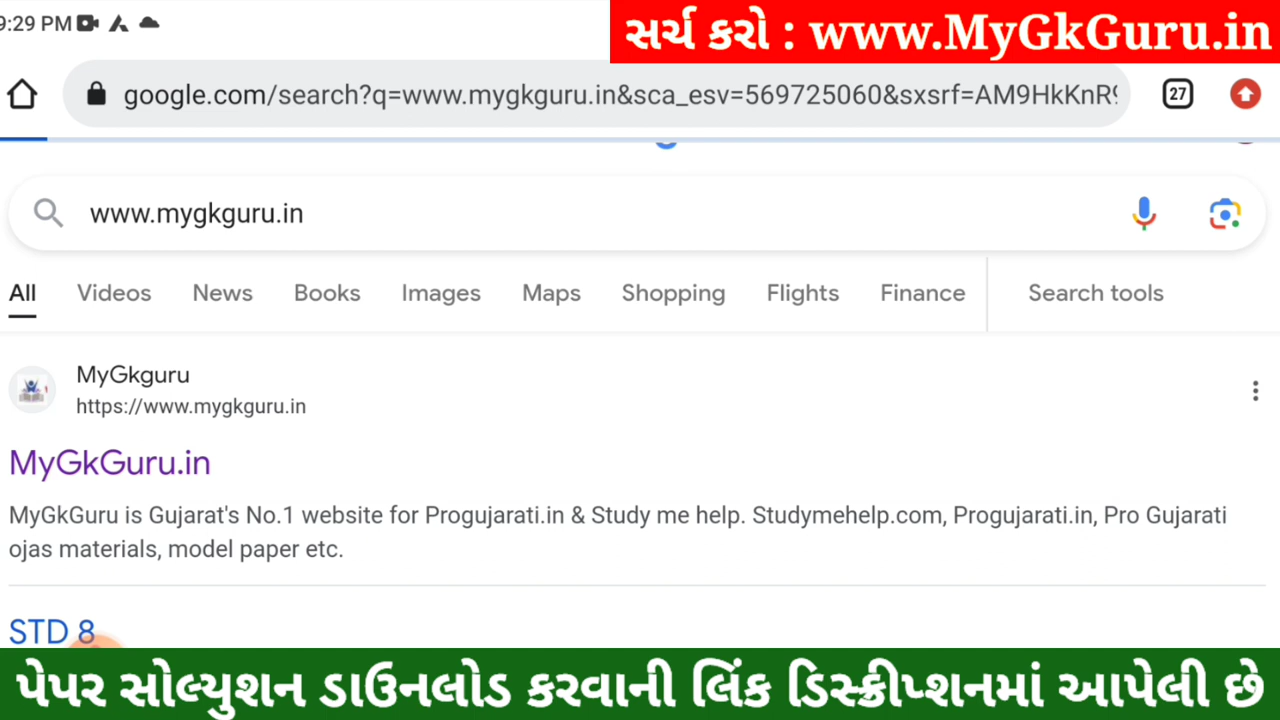 9:29 PM
સર્ચ કરો : www.MyGkGuru.in
google.com/search?q=www.mygkguru.in&sca_esv=569725060&sxsrf=AM9HkKnR9
27
www.mygkguru.in
All Videos News Books Images Maps Shopping Flights Finance Search tools
MyGkguru
https://www.mygkguru.in
MyGkGuru.in
MyGkGuru is Gujarat's No.1 website for Progujarati.in & Study me help. Studymehelp.com, Progujarati.in, Pro Gujarati
ojas materials, model paper etc.
STD 8
પેપર સોલ્યુશન ડાઉનલોડ કરવાની લિંક ડિસ્ક્રીપ્શનમાં આપેલી છે